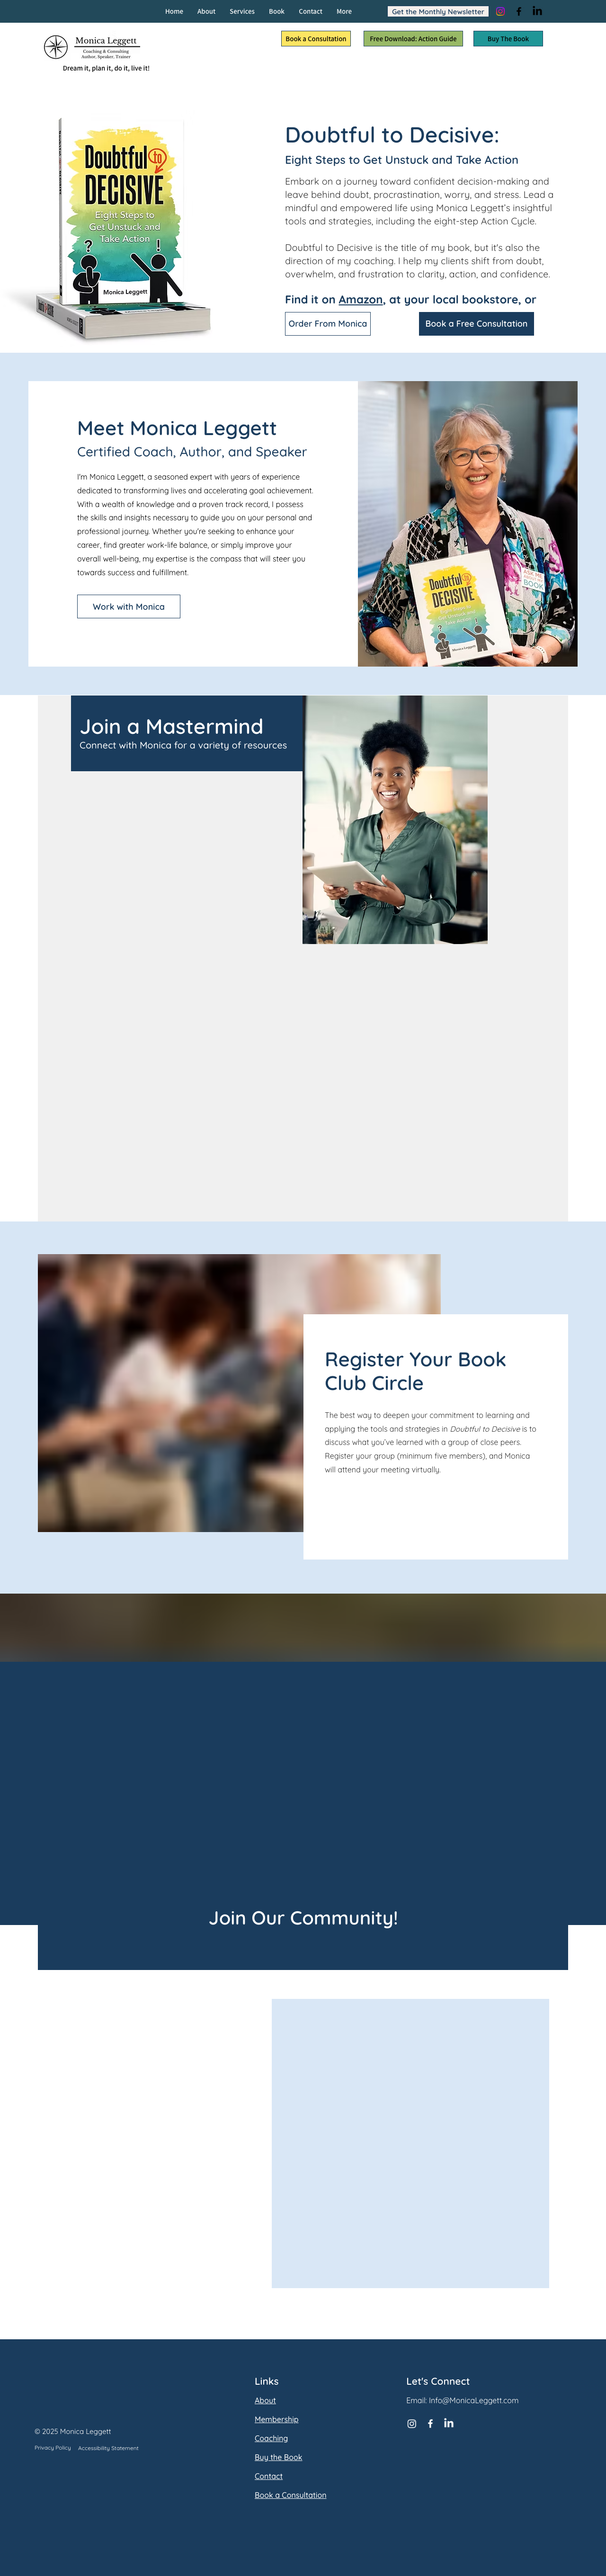 Home About Services Book Contact More
Get the Monthly Newsletter
Monica Leggett
Coaching & Consulting
Author, Speaker, Trainer
Dream it, plan it, do it, live it!
Book a Consultation
Free Download: Action Guide
Buy The Book
Doubtful to DECISIVE
Eight Steps to
Get Unstuck and
Take Action
Monica Leggett
Doubtful to Decisive:
Eight Steps to Get Unstuck and Take Action
Embark on a journey toward confident decision-making and
leave behind doubt, procrastination, worry, and stress. Lead a
mindful and empowered life using Monica Leggett's insightful
tools and strategies, including the eight-step Action Cycle.
Doubtful to Decisive is the title of my book, but it's also the
direction of my coaching. I help my clients shift from doubt,
overwhelm, and frustration to clarity, action, and confidence.
Find it on Amazon, at your local bookstore, or
Order From Monica
Book a Free Consultation
Meet Monica Leggett
Certified Coach, Author, and Speaker
I'm Monica Leggett, a seasoned expert with years of experience
dedicated to transforming lives and accelerating goal achievement.
With a wealth of knowledge and a proven track record, I possess
the skills and insights necessary to guide you on your personal and
professional journey. Whether you're seeking to enhance your
career, find greater work-life balance, or simply improve your
overall well-being, my expertise is the compass that will steer you
towards success and fulfillment.
Work with Monica
Doubtful to
DECISIVE
Monica Leggett
BOOK
Join a Mastermind
Connect with Monica for a variety of resources
Register Your Book
Club Circle
The best way to deepen your commitment to learning and
applying the tools and strategies in Doubtful to Decisive is to
discuss what you've learned with a group of close peers.
Register your group (minimum five members), and Monica
will attend your meeting virtually.
Join Our Community!
© 2025 Monica Leggett
Privacy Policy Accessibility Statement
Links
About
Membership
Coaching
Buy the Book
Contact
Book a Consultation
Let's Connect
Email: Info@MonicaLeggett.com